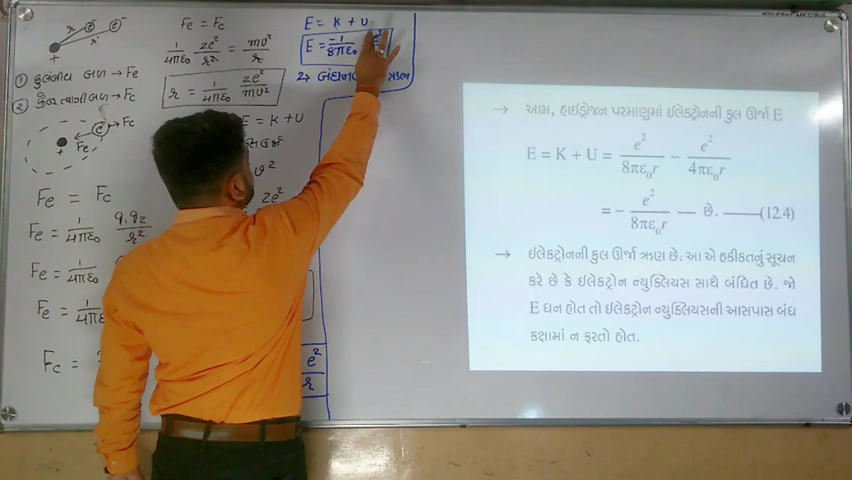 r e⁻ e⁻
r
+
① કુલંબીય બળ → Fe
② કેન્દ્રત્યાગી બળ → Fc
e⁻ → Fc
Fe
+
Fe = Fc
Fe = 1/4πε₀ q₁q₂/r²
Fe = 1/4πε₀
Fe = 1/4πε₀
Fc =
Fe = Fc
1/4πε₀ ze²/r² = mv²/r
r = 1/4πε₀ ze²/mv²
E = K + U
v²
ze²
e²/r
E = K + U
E = -1/8πε₀ e²
→ આમ, હાઇડ્રોજન પરમાણુમાં ઇલેક્ટ્રોનની કુલ ઊર્જા E
E = K + U = e²/8πε₀r − e²/4πε₀r
= − e²/8πε₀r — છે. ——(12.4)
→ ઇલેક્ટ્રોનની કુલ ઊર્જા ઋણ છે. આ એ હકીકતનું સૂચન
કરે છે કે ઇલેક્ટ્રોન ન્યુક્લિયસ સાથે બંધિત છે. જો
E ધન હોત તો ઇલેક્ટ્રોન ન્યુક્લિયસની આસપાસ બંધ
કક્ષામાં ન ફરતો હોત.